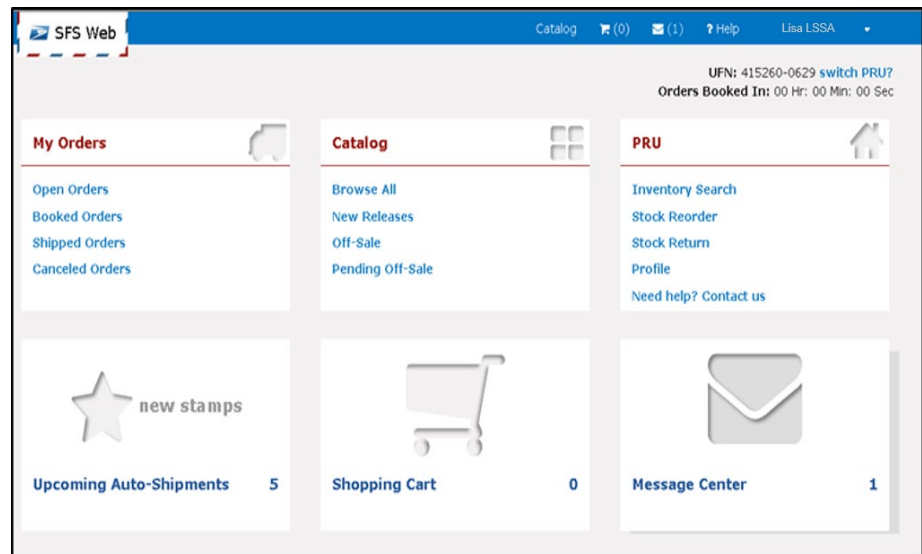 SFS Web
Catalog (0) (1) ? Help Lisa LSSA
UFN: 415260-0629 switch PRU?
Orders Booked In: 00 Hr: 00 Min: 00 Sec
My Orders
Open Orders
Booked Orders
Shipped Orders
Canceled Orders
Catalog
Browse All
New Releases
Off-Sale
Pending Off-Sale
PRU
Inventory Search
Stock Reorder
Stock Return
Profile
Need help? Contact us
new stamps
Upcoming Auto-Shipments 5
Shopping Cart 0
Message Center 1